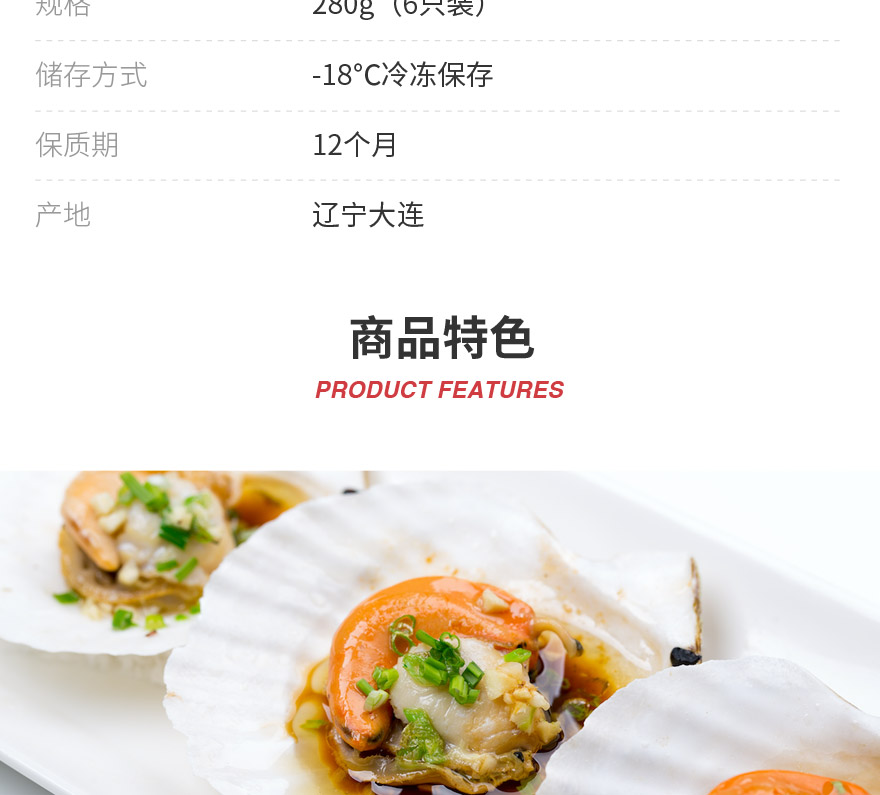 规格 280g（6只装）
储存方式 -18°C冷冻保存
保质期 12个月
产地 辽宁大连
商品特色
PRODUCT FEATURES